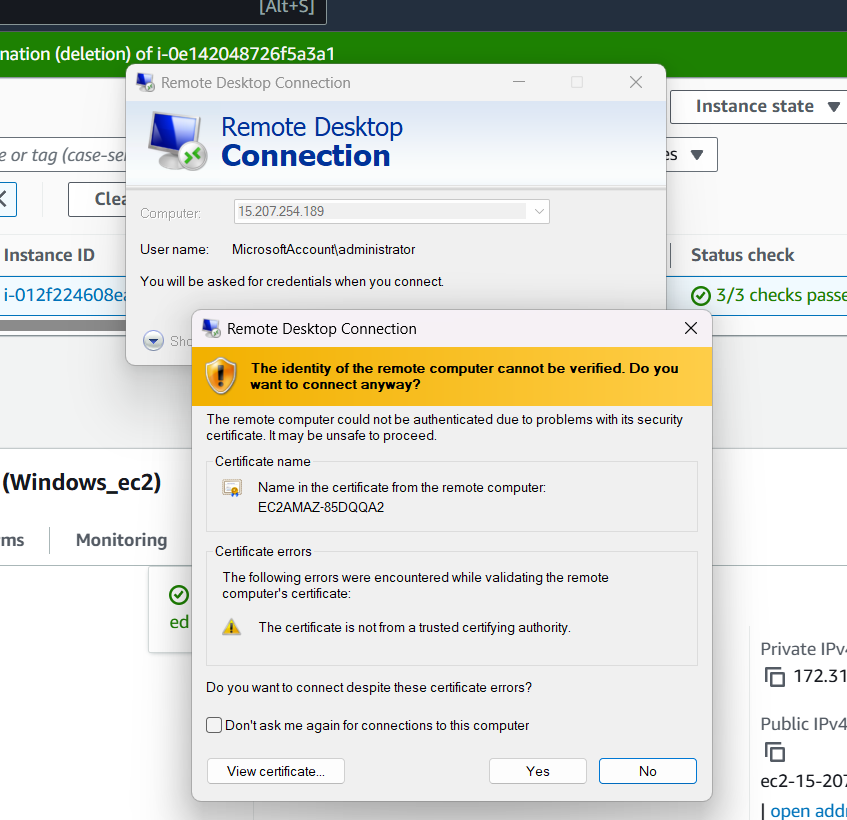 [Alt+S]
nation (deletion) of i-0e142048726f5a3a1
Remote Desktop Connection
Instance state
Remote Desktop
Connection
e or tag (case-se
es
Clea
Computer:
15.207.254.189
Instance ID
User name:
MicrosoftAccount\administrator
Status check
You will be asked for credentials when you connect.
i-012f224608ea
3/3 checks passe
Sho
Remote Desktop Connection
The identity of the remote computer cannot be verified. Do you
want to connect anyway?
The remote computer could not be authenticated due to problems with its security
certificate. It may be unsafe to proceed.
Certificate name
(Windows_ec2)
Name in the certificate from the remote computer:
EC2AMAZ-85DQQA2
ms
Monitoring
Certificate errors
The following errors were encountered while validating the remote
computer's certificate:
ed
The certificate is not from a trusted certifying authority.
Private IPv4
172.31
Do you want to connect despite these certificate errors?
Don't ask me again for connections to this computer
Public IPv4
View certificate...
Yes
No
ec2-15-207
| open addr